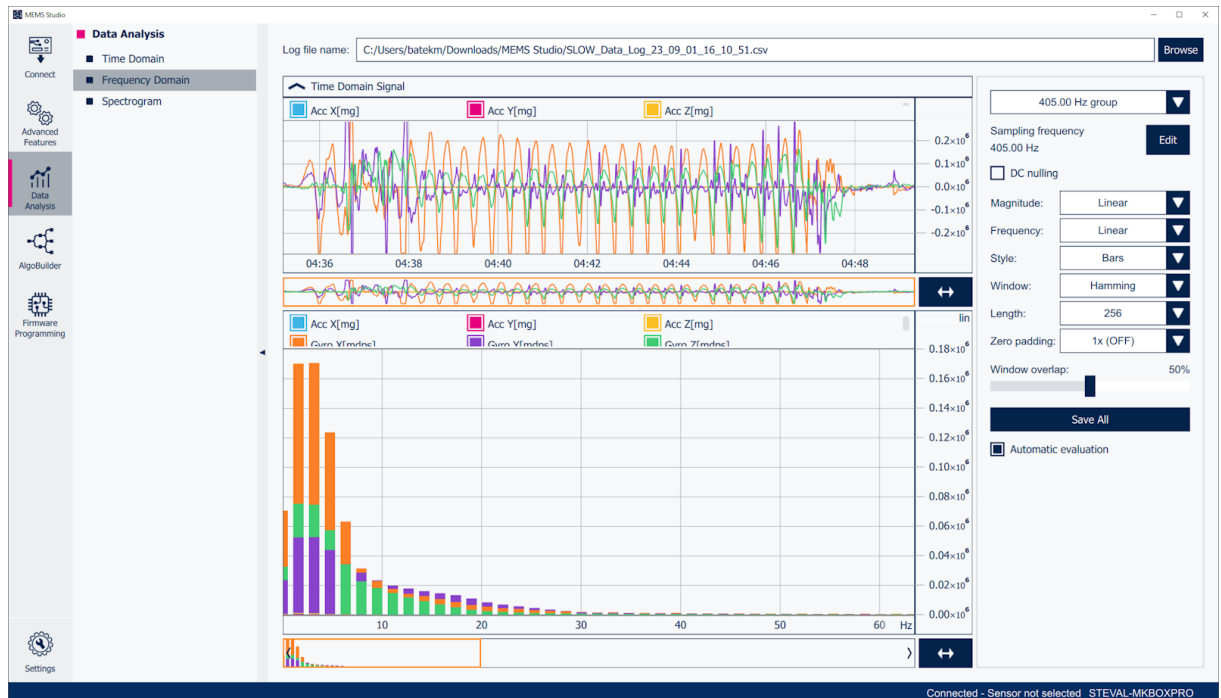 MEMS Studio
Connect
Advanced
Features
Data
Analysis
AlgoBuilder
Firmware
Programming
Settings
Data Analysis
Time Domain
Frequency Domain
Spectrogram
Log file name: C:/Users/batekm/Downloads/MEMS Studio/SLOW_Data_Log_23_09_01_16_10_51.csv Browse
Time Domain Signal
Acc X[mg] Acc Y[mg] Acc Z[mg]
0.2×10⁶
0.1×10⁶
0.0×10⁶
-0.1×10⁶
-0.2×10⁶
04:36 04:38 04:40 04:42 04:44 04:46 04:48
Acc X[mg] Acc Y[mg] Acc Z[mg] lin
Gyro X[mdps] Gyro Y[mdps] Gyro Z[mdps]
0.18×10⁶
0.16×10⁶
0.14×10⁶
0.12×10⁶
0.10×10⁶
0.08×10⁶
0.06×10⁶
0.04×10⁶
0.02×10⁶
0.00×10⁶
10 20 30 40 50 60 Hz
405.00 Hz group
Sampling frequency
405.00 Hz
Edit
DC nulling
Magnitude: Linear
Frequency: Linear
Style: Bars
Window: Hamming
Length: 256
Zero padding: 1x (OFF)
Window overlap: 50%
Save All
Automatic evaluation
Connected - Sensor not selected STEVAL-MKBOXPRO